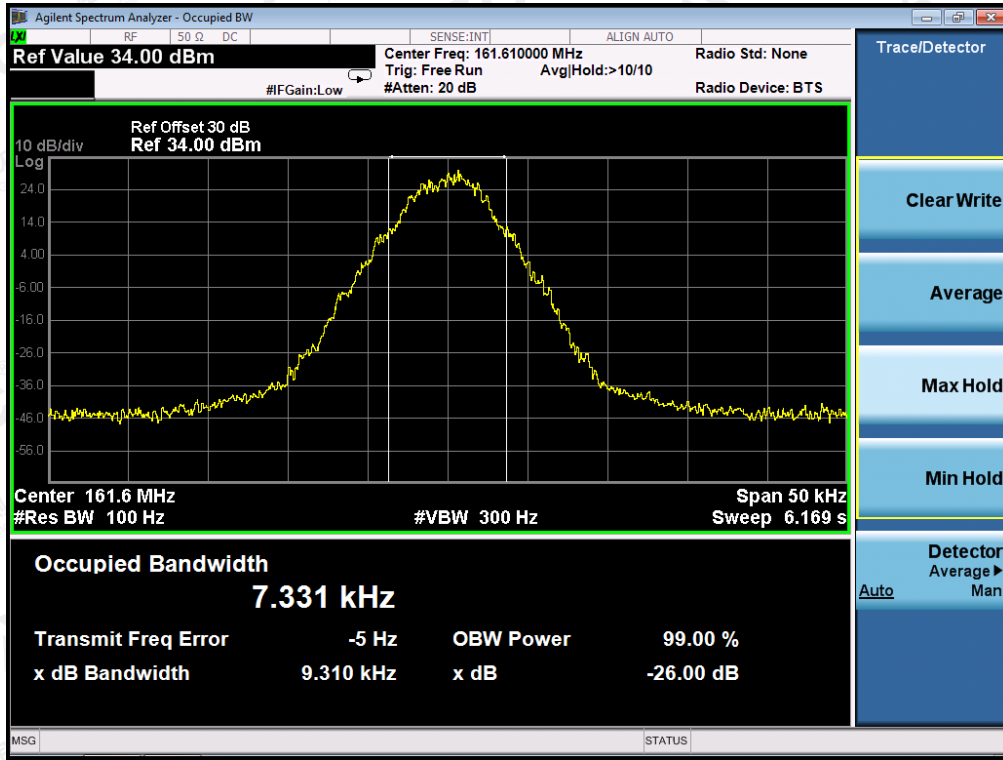 Agilent Spectrum Analyzer - Occupied BW
LXI RF 50 Ω DC SENSE:INT ALIGN AUTO
Ref Value 34.00 dBm
Center Freq: 161.610000 MHz
Radio Std: None
Trig: Free Run Avg|Hold:>10/10
#IFGain:Low #Atten: 20 dB Radio Device: BTS
Trace/Detector
Ref Offset 30 dB
10 dB/div Ref 34.00 dBm
Log
24.0
14.0
4.00
-6.00
-16.0
-26.0
-36.0
-46.0
-56.0
Center 161.6 MHz Span 50 kHz
#Res BW 100 Hz #VBW 300 Hz Sweep 6.169 s
Clear Write
Average
Max Hold
Min Hold
Detector
Average
Auto Man
Occupied Bandwidth
7.331 kHz
Transmit Freq Error -5 Hz OBW Power 99.00 %
x dB Bandwidth 9.310 kHz x dB -26.00 dB
MSG STATUS